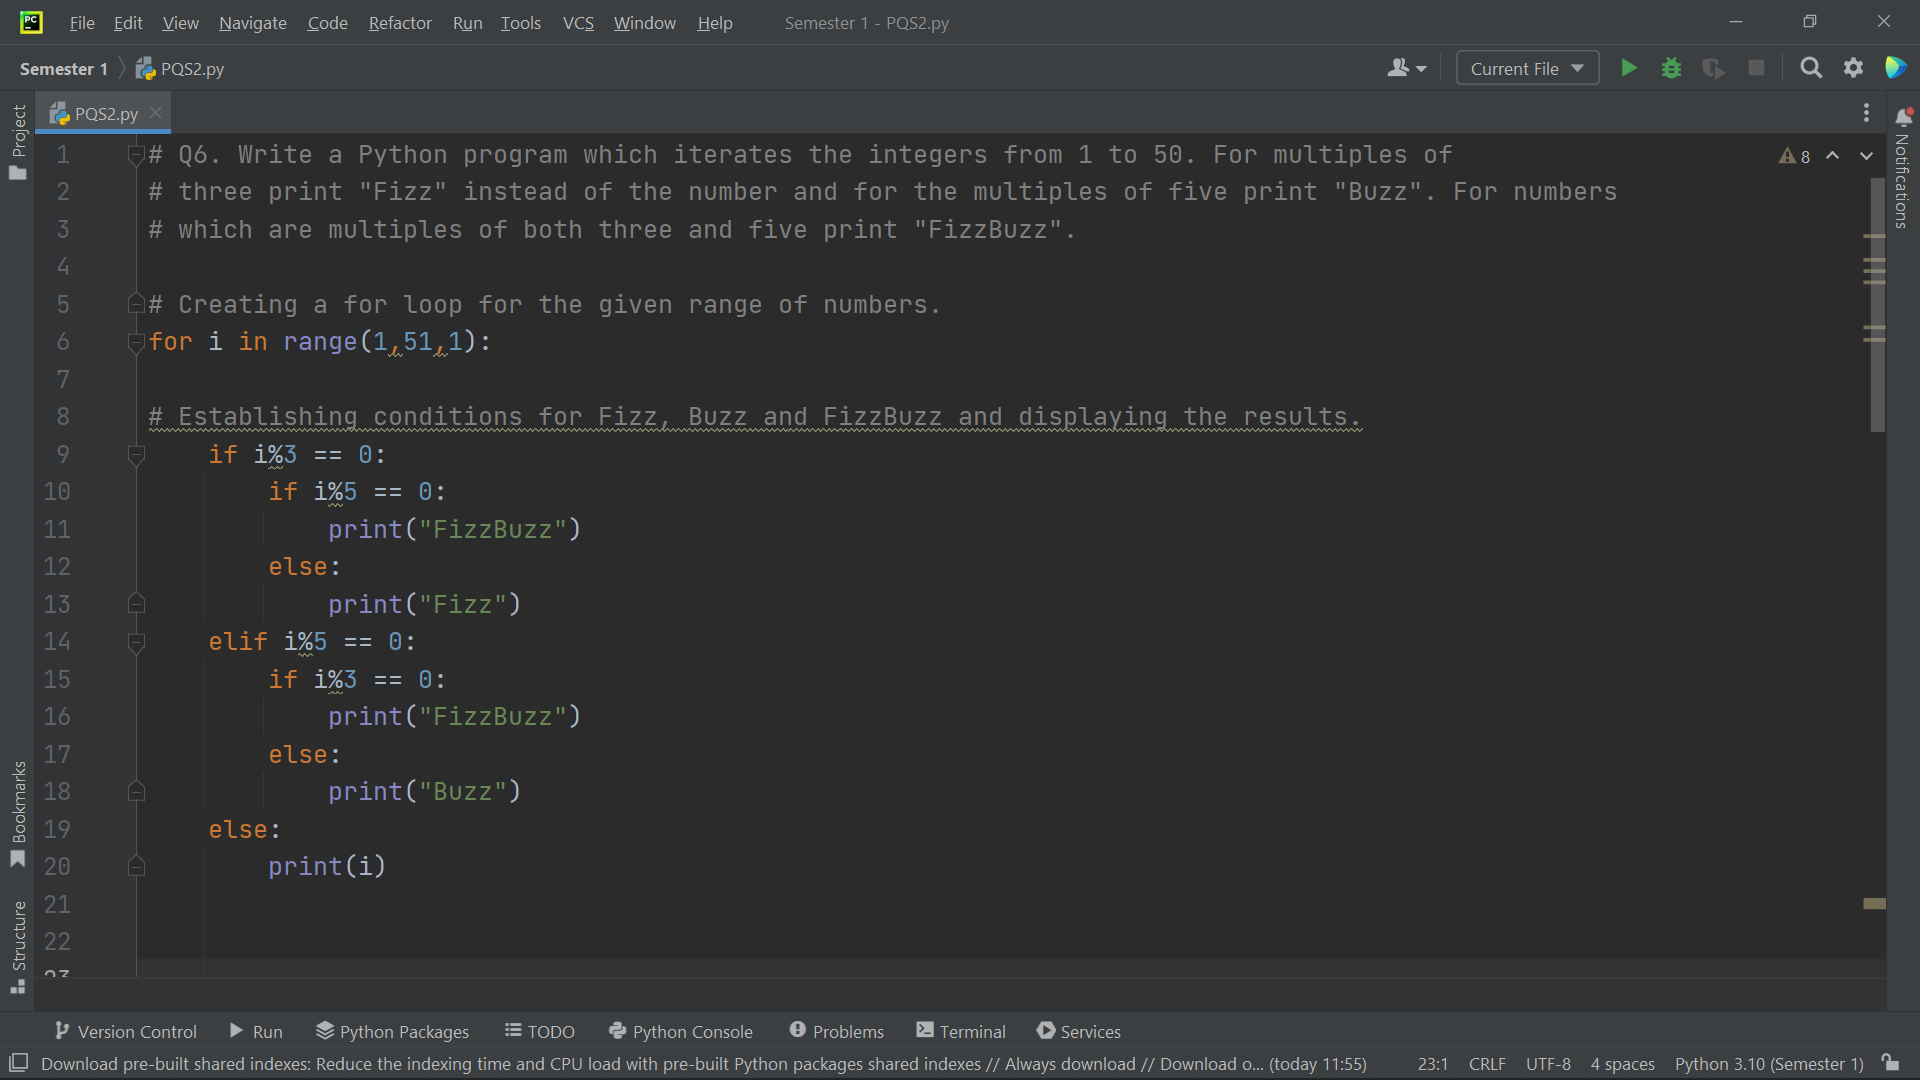 File Edit View Navigate Code Refactor Run Tools VCS Window Help Semester 1 - PQS2.py
Semester 1 PQS2.py Current File
PQS2.py
Project
Notifications
8
1 # Q6. Write a Python program which iterates the integers from 1 to 50. For multiples of
2 # three print "Fizz" instead of the number and for the multiples of five print "Buzz". For numbers
3 # which are multiples of both three and five print "FizzBuzz".
4
5 # Creating a for loop for the given range of numbers.
6 for i in range(1,51,1):
7
8 # Establishing conditions for Fizz, Buzz and FizzBuzz and displaying the results.
9     if i%3 == 0:
10         if i%5 == 0:
11             print("FizzBuzz")
12         else:
13             print("Fizz")
14     elif i%5 == 0:
15         if i%3 == 0:
16             print("FizzBuzz")
17         else:
18             print("Buzz")
19     else:
20         print(i)
21
22
23
Bookmarks
Structure
Version Control Run Python Packages TODO Python Console Problems Terminal Services
Download pre-built shared indexes: Reduce the indexing time and CPU load with pre-built Python packages shared indexes // Always download // Download o... (today 11:55) 23:1 CRLF UTF-8 4 spaces Python 3.10 (Semester 1)